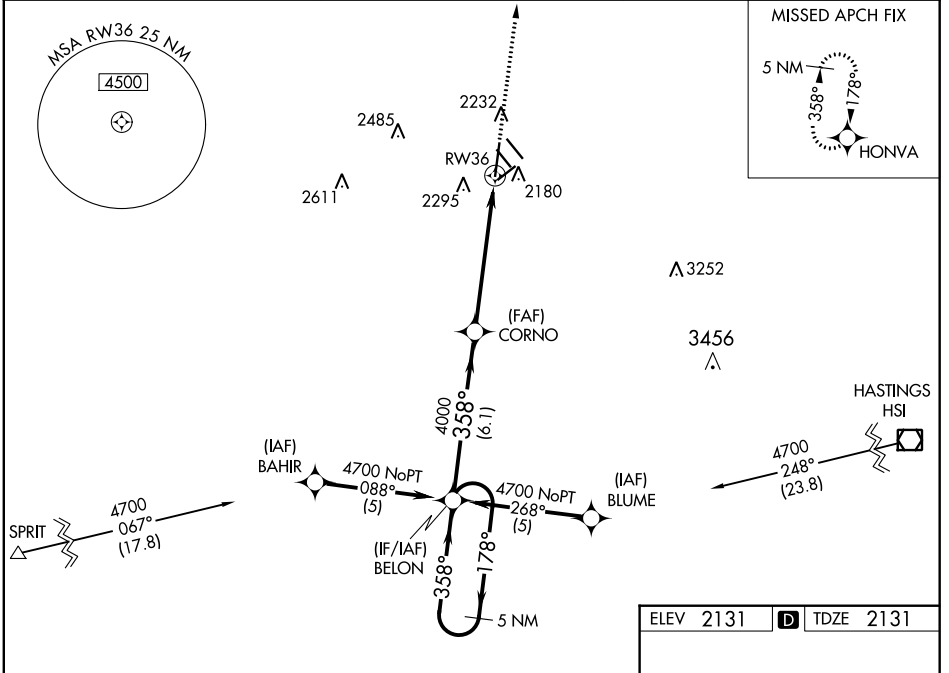 MSA RW36 25 NM
4500
MISSED APCH FIX
5 NM
358°
178°
HONVA
2232
2485
RW36
2611
2295
2180
3252
(FAF)
CORNO
3456
HASTINGS
HSI
4000
358°
(6.1)
(IAF)
BAHIR
4700 NoPT
088°
(5)
4700 NoPT
268°
(5)
(IAF)
BLUME
4700
248°
(23.8)
SPRIT
4700
067°
(17.8)
(IF/IAF)
BELON
358°
178°
5 NM
ELEV 2131 D TDZE 2131